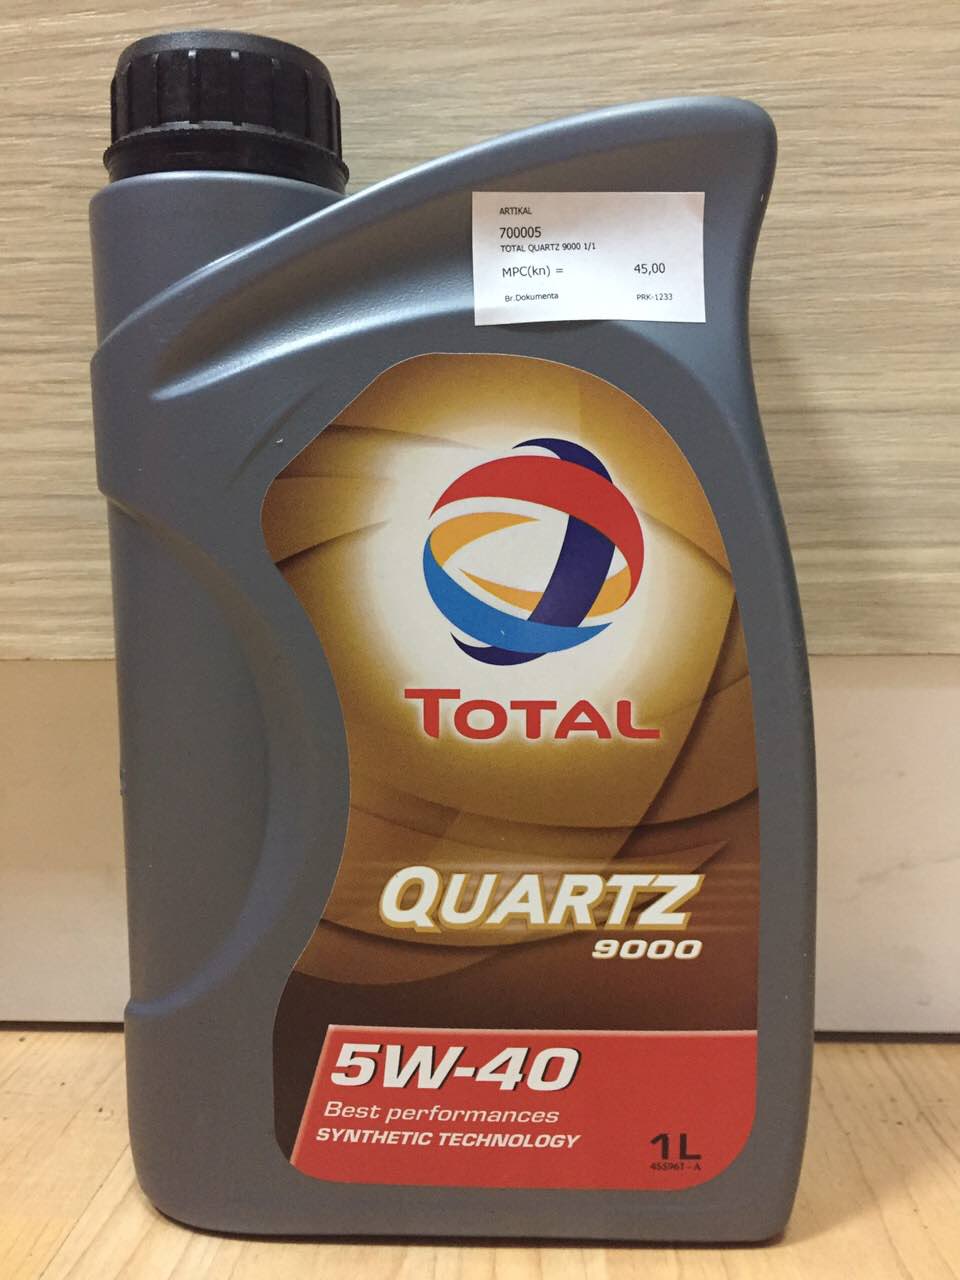 ARTIKAL
700005
TOTAL QUARTZ 9000 1/1
MPC(kn) = 45,00
Br.Dokumenta PRK-1233
TOTAL
QUARTZ
9000
5W-40
Best performances
SYNTHETIC TECHNOLOGY
1L
455961-A